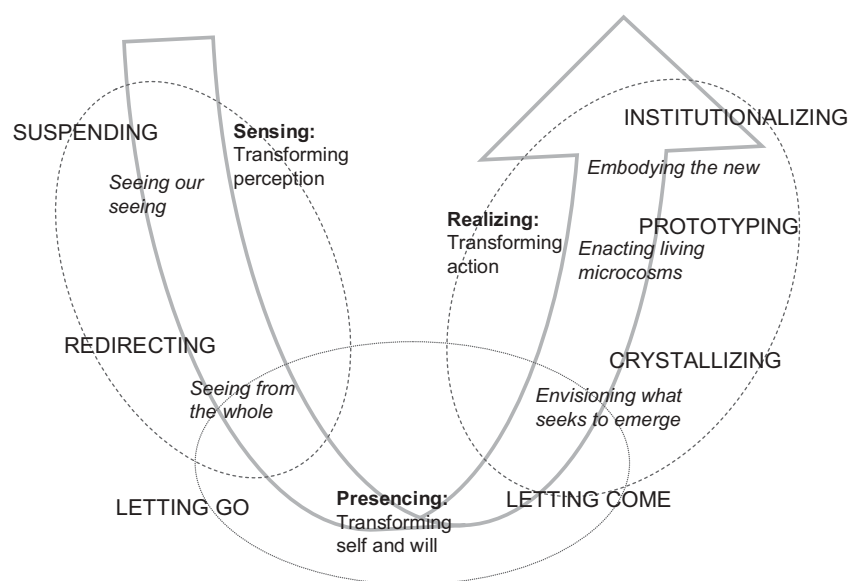 SUSPENDING
Seeing our
seeing
Sensing:
Transforming
perception
REDIRECTING
Seeing from
the whole
LETTING GO
Presencing:
Transforming
self and will
LETTING COME
CRYSTALLIZING
Envisioning what
seeks to emerge
Realizing:
Transforming
action
PROTOTYPING
Enacting living
microcosms
INSTITUTIONALIZING
Embodying the new